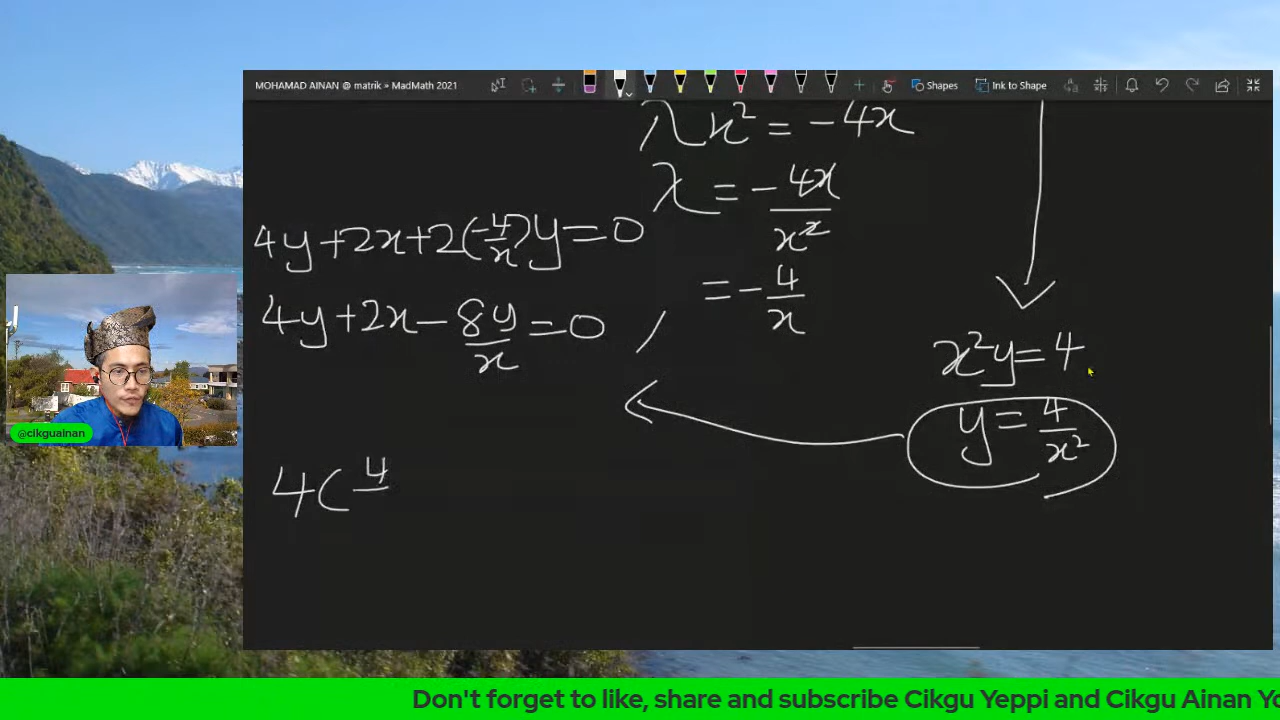 MOHAMAD AINAN @ matrik » MadMath 2021
Shapes
Ink to Shape
λx² = -4x
λ = -4x/x²
4y+2x+2(-4/x)y=0
= -4/x
4y+2x-8y/x=0
x²y=4
y=4/x²
4(4
@cikguainan
Don't forget to like, share and subscribe Cikgu Yeppi and Cikgu Ainan Yo